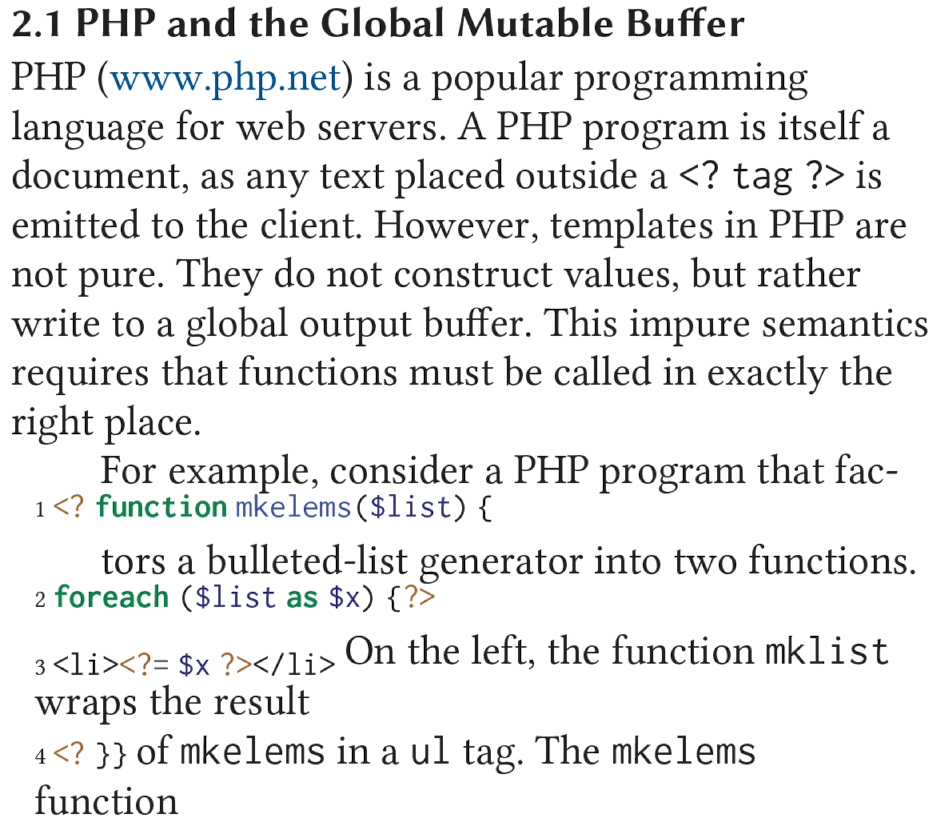 2.1 PHP and the Global Mutable Buffer
PHP (www.php.net) is a popular programming
language for web servers. A PHP program is itself a
document, as any text placed outside a <? tag ?> is
emitted to the client. However, templates in PHP are
not pure. They do not construct values, but rather
write to a global output buffer. This impure semantics
requires that functions must be called in exactly the
right place.
For example, consider a PHP program that fac-
1 <? function mkelems($list) {
tors a bulleted-list generator into two functions.
2 foreach ($list as $x) {?>
3 <li><?= $x ?></li> On the left, the function mklist
wraps the result
4 <? }} of mkelems in a ul tag. The mkelems
function